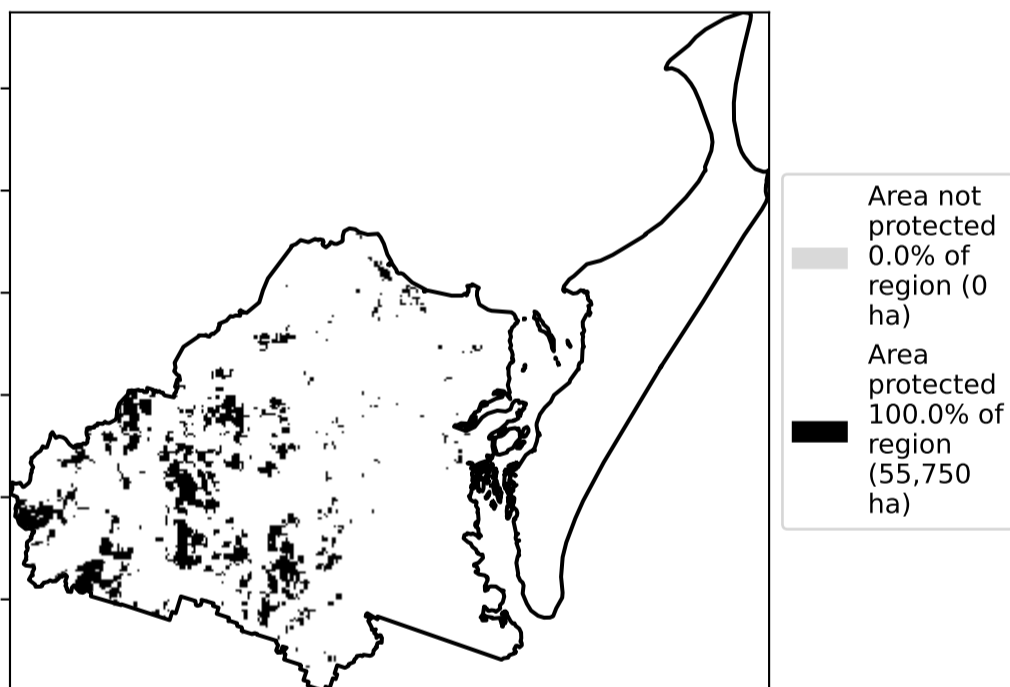 Area not
protected
0.0% of
region (0
ha)
Area
protected
100.0% of
region
(55,750
ha)